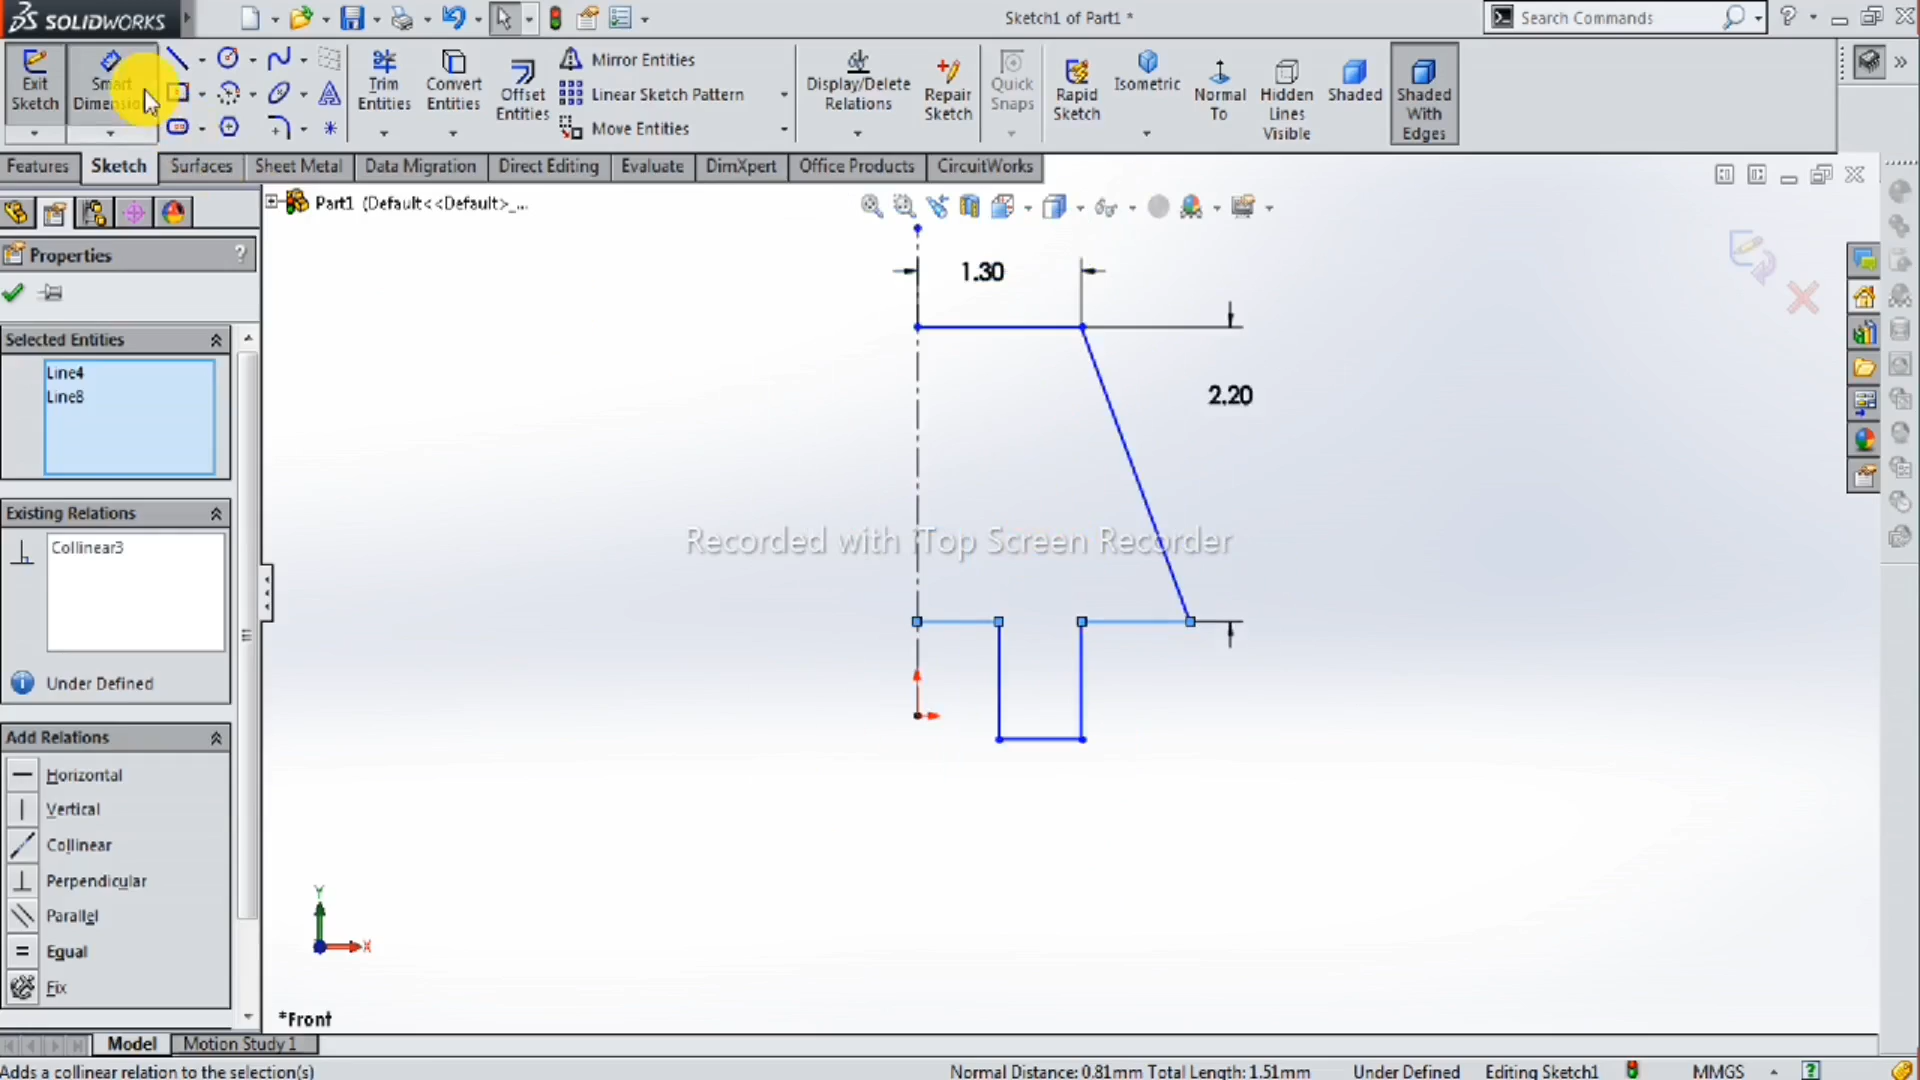 SOLIDWORKS
Sketch1 of Part1 *
Search Commands
Exit Sketch
Smart Dimension
Trim Entities
Convert Entities
Offset Entities
Mirror Entities
Linear Sketch Pattern
Move Entities
Display/Delete Relations
Repair Sketch
Quick Snaps
Rapid Sketch
Isometric
Normal To
Hidden Lines Visible
Shaded
Shaded With Edges
Features
Sketch
Surfaces
Sheet Metal
Data Migration
Direct Editing
Evaluate
DimXpert
Office Products
CircuitWorks
Part1 (Default<<Default>_...
Properties
?
Selected Entities
Line4
Line8
Existing Relations
Collinear3
Under Defined
Add Relations
Horizontal
Vertical
Collinear
Perpendicular
Parallel
Equal
Fix
1.30
2.20
Recorded with iTop Screen Recorder
Y
X
*Front
Model
Motion Study 1
Adds a collinear relation to the selection(s)
Normal Distance: 0.81mm Total Length: 1.51mm
Under Defined
Editing Sketch1
MMGS